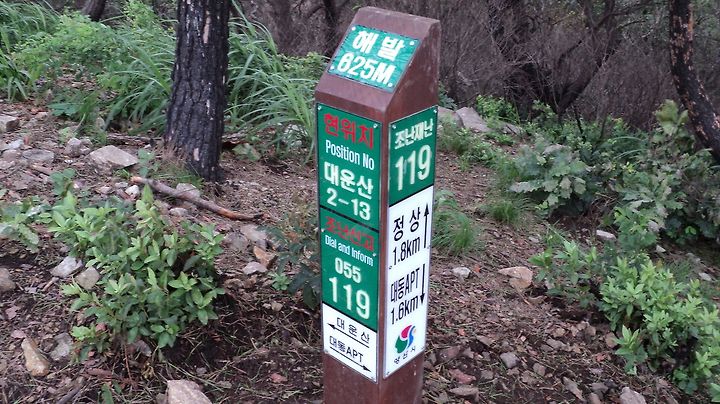 해발
625M
현위치
Position No
대운산
2-13
조난신고
Dial and Inform
055
119
대운산
대동APT
조난재난
119
정상
1.8km
대동APT
1.6km
양산시